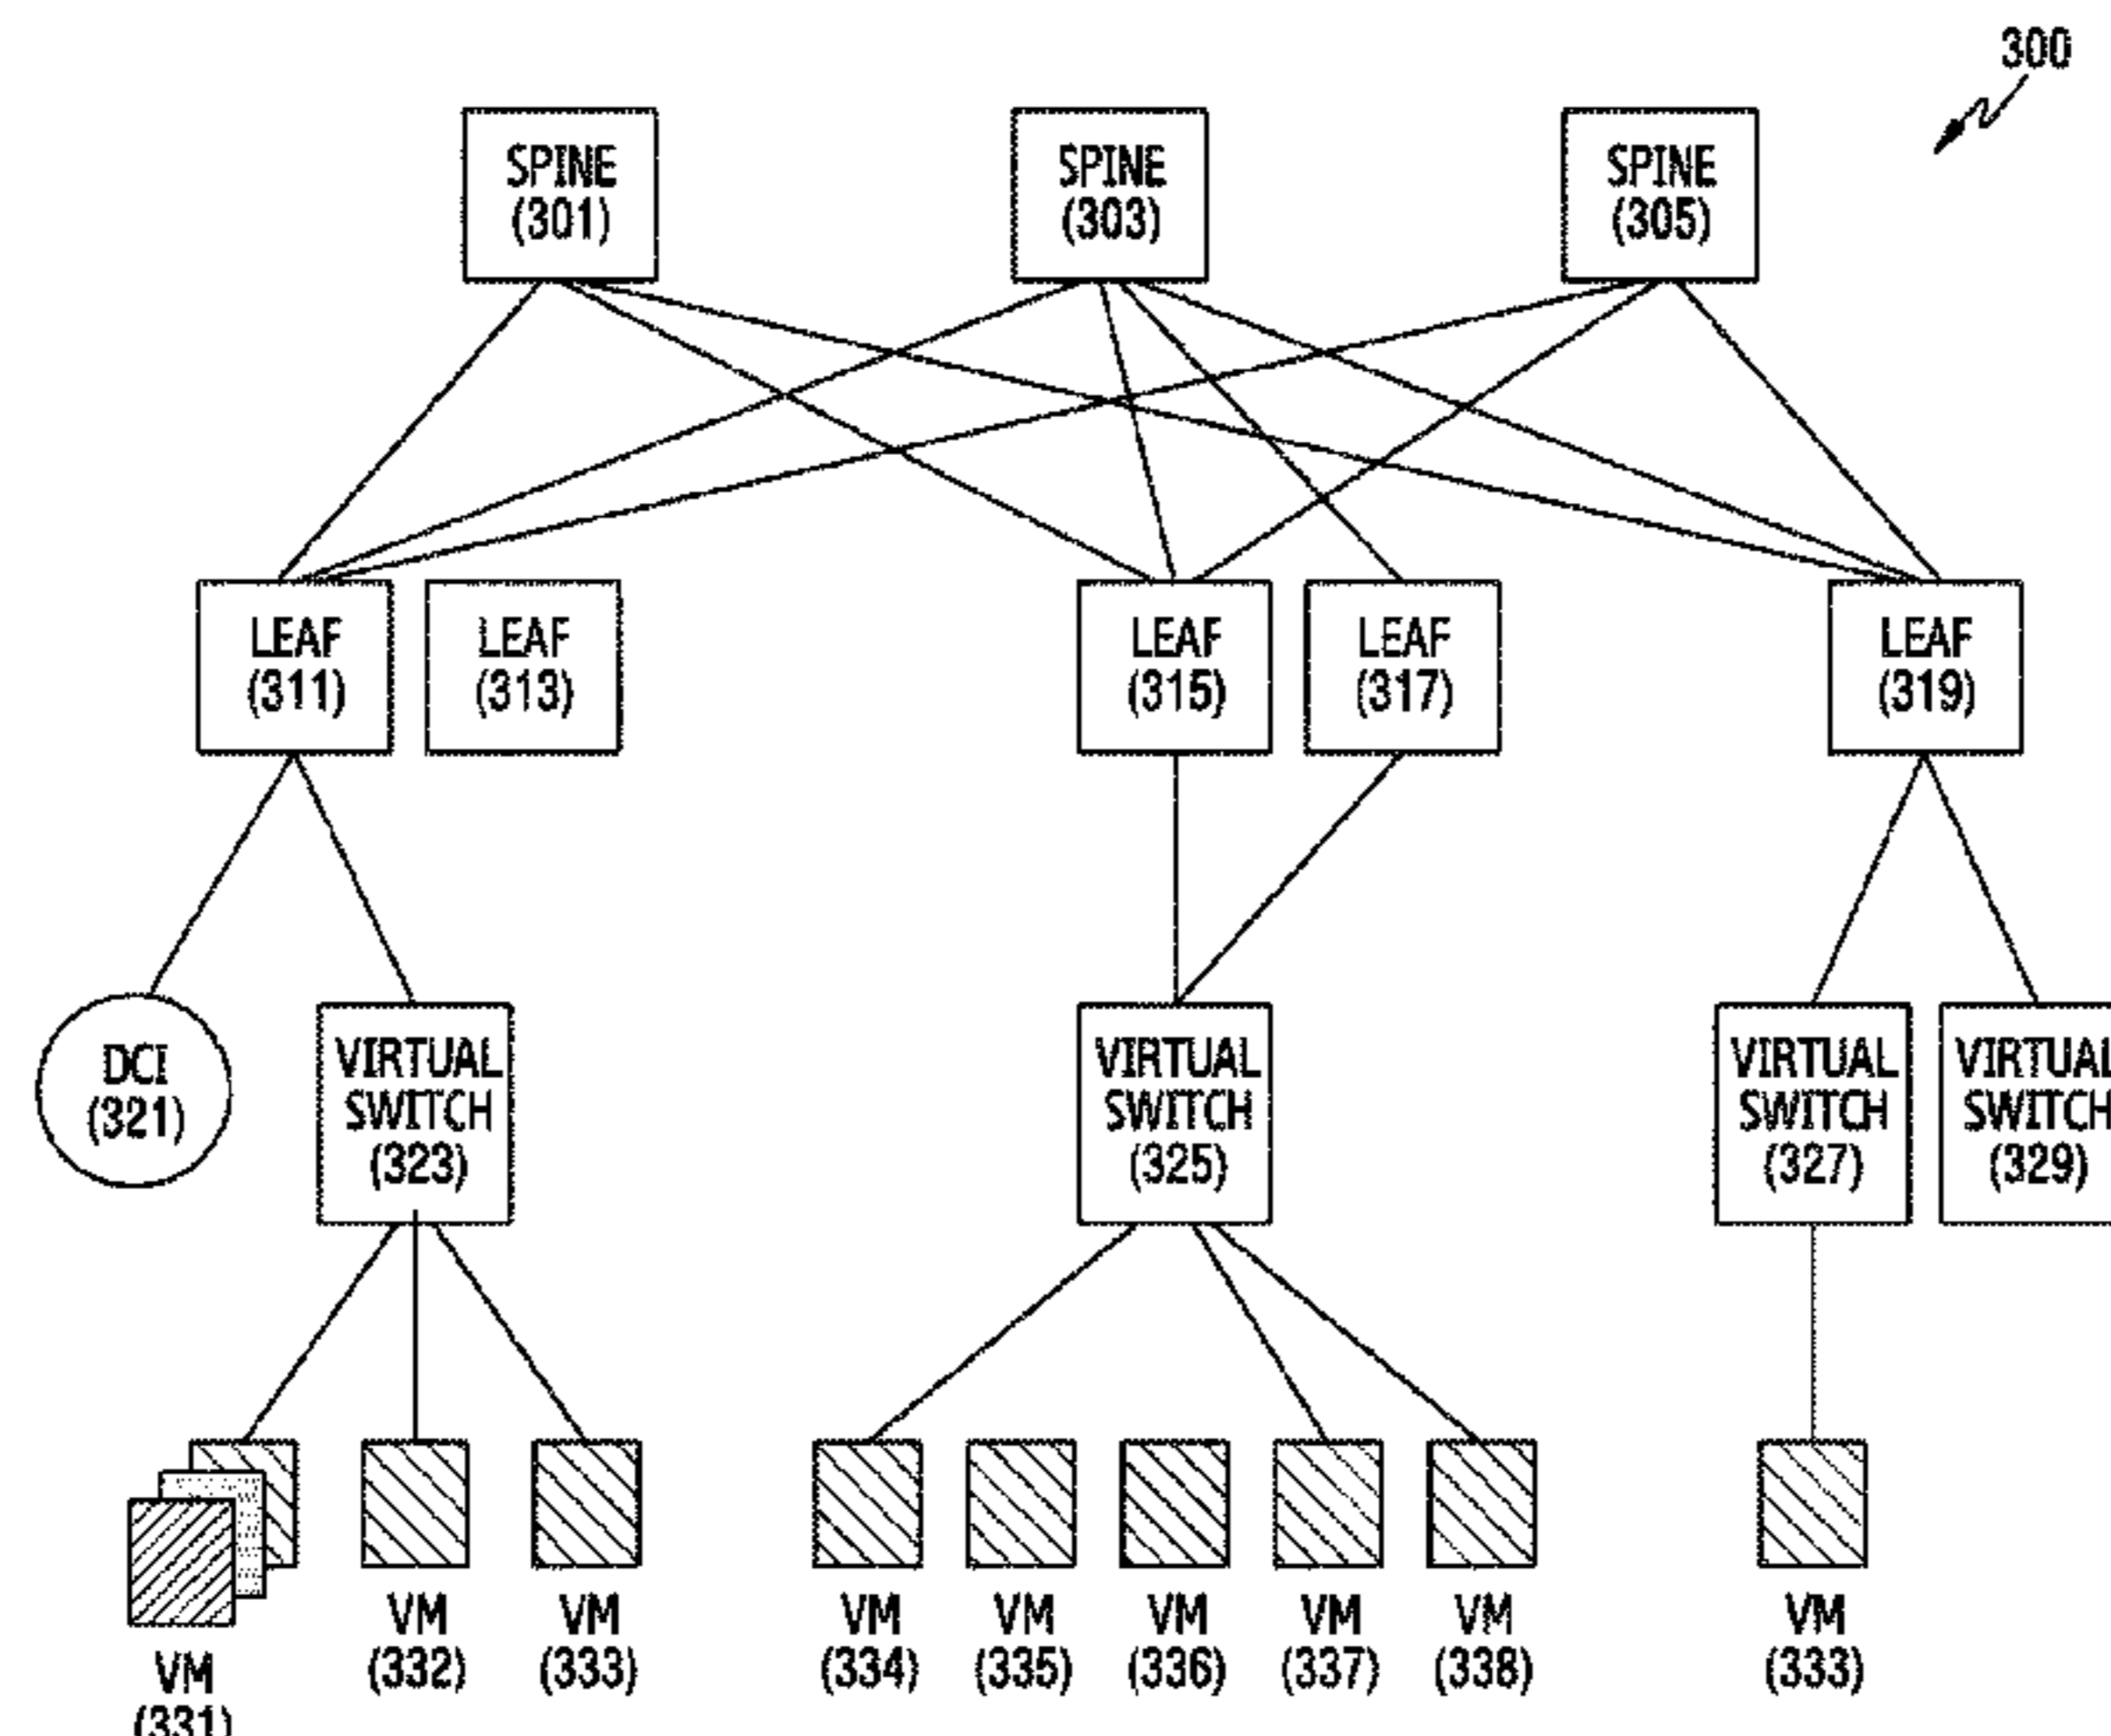 300
SPINE
(301)
SPINE
(303)
SPINE
(305)
LEAF
(311)
LEAF
(313)
LEAF
(315)
LEAF
(317)
LEAF
(319)
DCI
(321)
VIRTUAL
SWITCH
(323)
VIRTUAL
SWITCH
(325)
VIRTUAL
SWITCH
(327)
VIRTUAL
SWITCH
(329)
VM
(331)
VM
(332)
VM
(333)
VM
(334)
VM
(335)
VM
(336)
VM
(337)
VM
(338)
VM
(333)